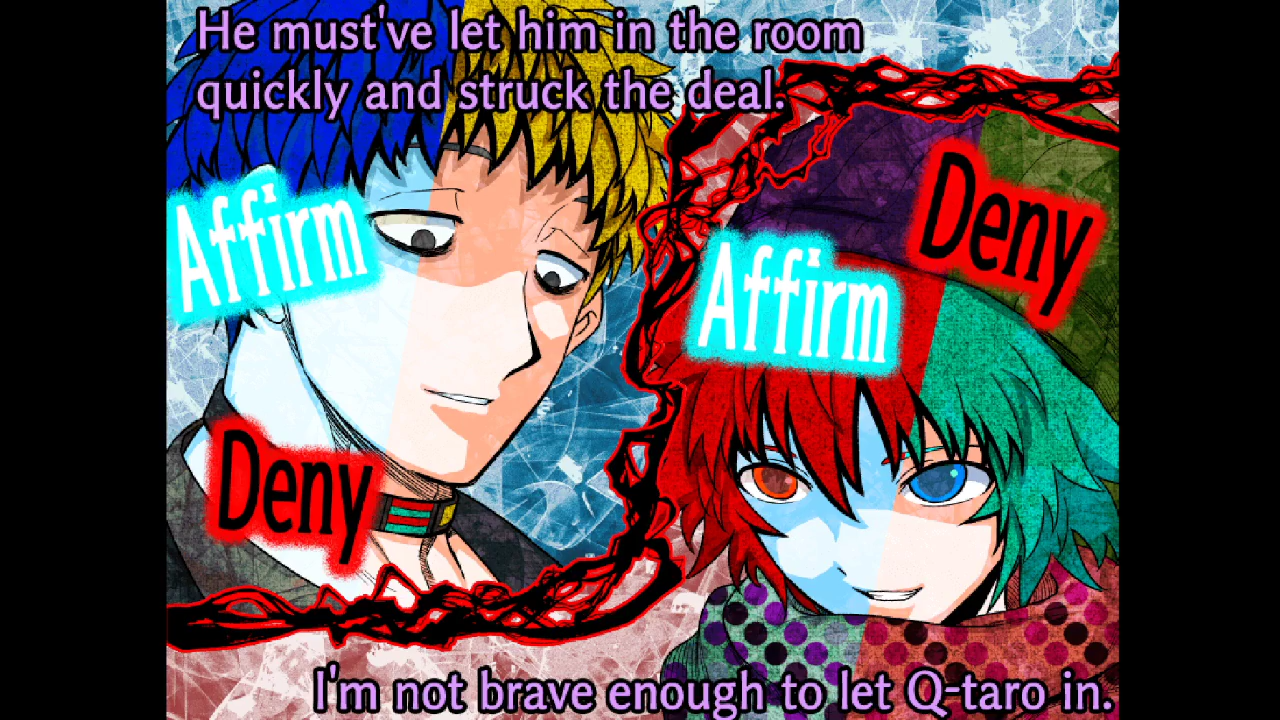 He must've let him in the room
quickly and struck the deal.
Affirm
Deny
Affirm
Deny
I'm not brave enough to let Q-taro in.